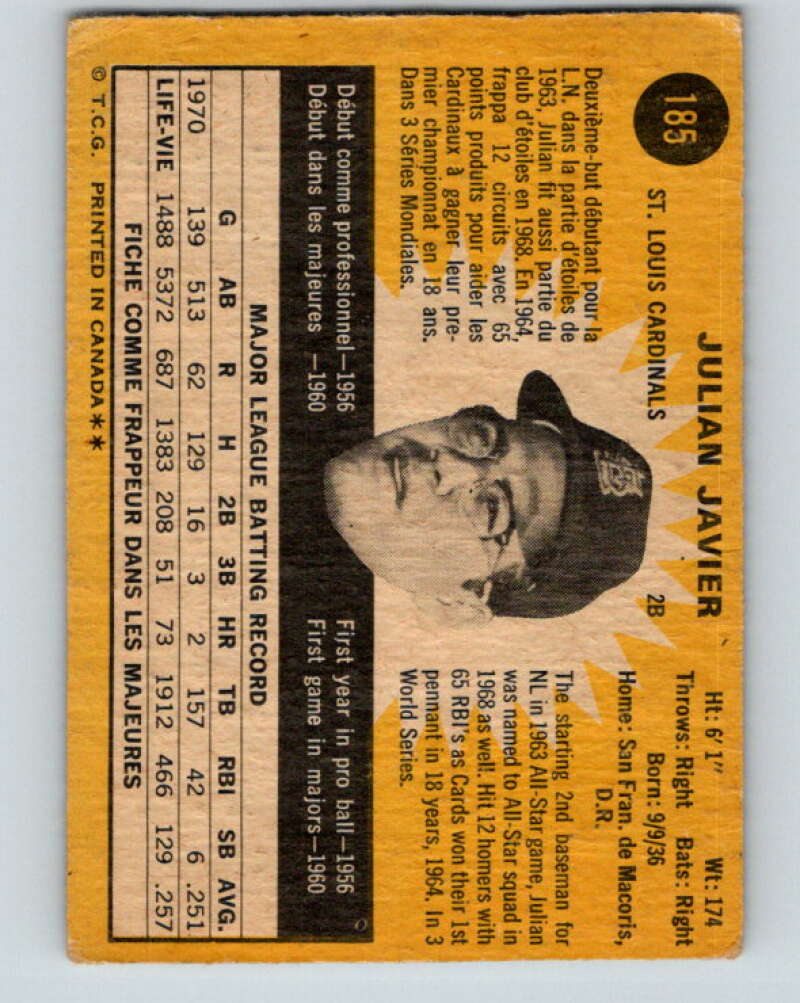 185
JULIAN JAVIER
ST. LOUIS CARDINALS 2B
Ht: 6'1" Wt: 174
Throws: Right Bats: Right
Born: 9/9/36
Home: San Fran. de Macoris,
D.R.
Deuxième-but débutant pour la
L.N. dans la partie d'étoiles de
1963, Julian fit aussi partie du
club d'étoiles en 1968. En 1964,
frappa 12 circuits avec 65
points produits pour aider les
Cardinaux à gagner leur pre-
mier championnat en 18 ans.
Dans 3 Séries Mondiales.
The starting 2nd baseman for
NL in 1963 All-Star game, Julian
was named to All-Star squad in
1968 as well. Hit 12 homers with
65 RBI's as Cards won their 1st
pennant in 18 years, 1964. In 3
World Series.
Début comme professionnel—1956
Début dans les majeures —1960
First year in pro ball—1956
First game in majors—1960
MAJOR LEAGUE BATTING RECORD
G AB R H 2B 3B HR TB RBI SB AVG.
1970 139 513 62 129 16 3 2 157 42 6 .251
LIFE-VIE 1488 5372 687 1383 208 51 73 1912 466 129 .257
FICHE COMME FRAPPEUR DANS LES MAJEURES
© T.C.G. PRINTED IN CANADA**